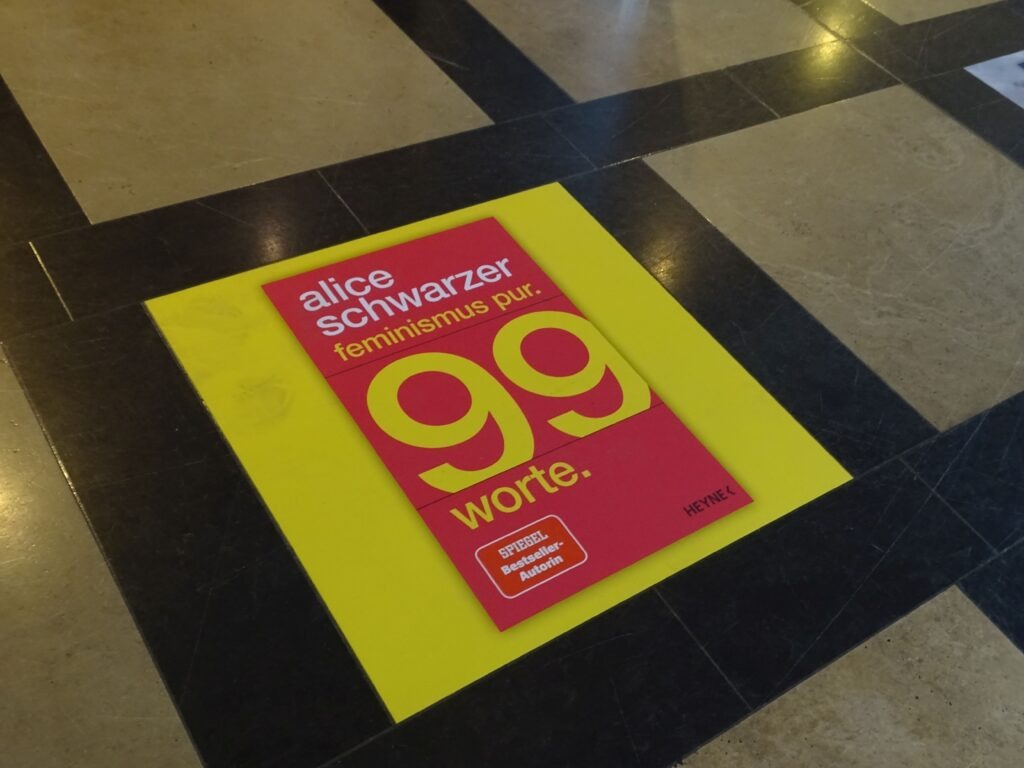 alice
schwarzer
feminismus pur.
99
worte.
SPIEGEL
Bestseller-
Autorin
HEYNE